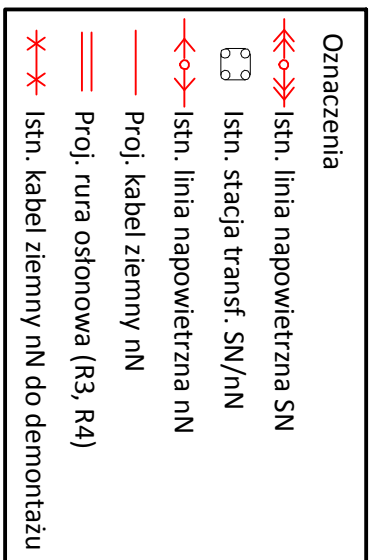 Oznaczenia
Istn. linia napowietrzna SN
Istn. stacja transf. SN/nN
Istn. linia napowietrzna nN
Proj. kabel ziemny nN
Proj. rura osłonowa (R3, R4)
Istn. kabel ziemny nN do demontażu